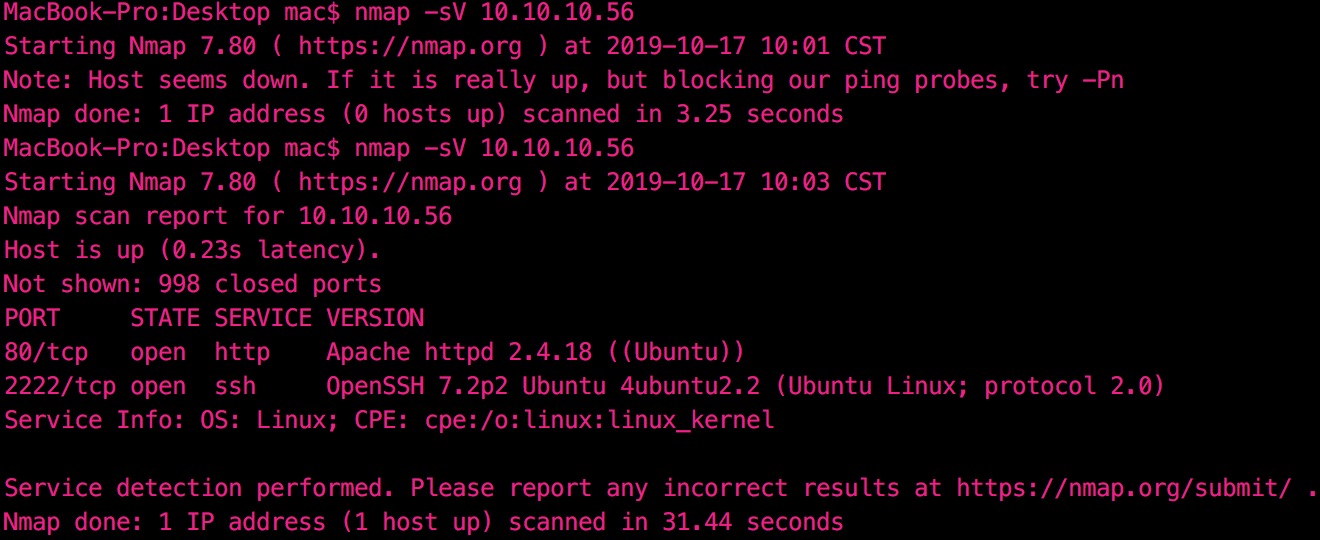 MacBook-Pro:Desktop mac$ nmap -sV 10.10.10.56
Starting Nmap 7.80 ( https://nmap.org ) at 2019-10-17 10:01 CST
Note: Host seems down. If it is really up, but blocking our ping probes, try -Pn
Nmap done: 1 IP address (0 hosts up) scanned in 3.25 seconds
MacBook-Pro:Desktop mac$ nmap -sV 10.10.10.56
Starting Nmap 7.80 ( https://nmap.org ) at 2019-10-17 10:03 CST
Nmap scan report for 10.10.10.56
Host is up (0.23s latency).
Not shown: 998 closed ports
PORT     STATE SERVICE VERSION
80/tcp   open  http    Apache httpd 2.4.18 ((Ubuntu))
2222/tcp open  ssh     OpenSSH 7.2p2 Ubuntu 4ubuntu2.2 (Ubuntu Linux; protocol 2.0)
Service Info: OS: Linux; CPE: cpe:/o:linux:linux_kernel
Service detection performed. Please report any incorrect results at https://nmap.org/submit/ .
Nmap done: 1 IP address (1 host up) scanned in 31.44 seconds